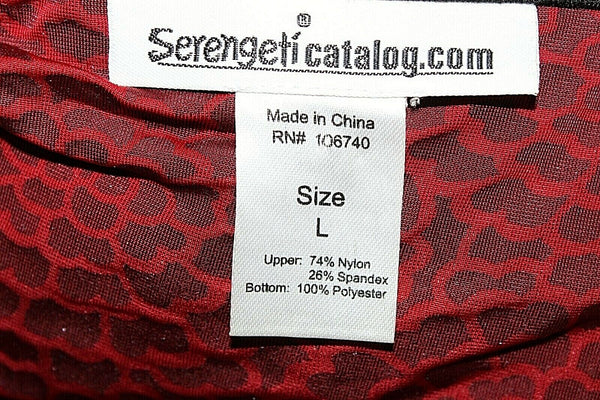 ®
Serengeticatalog.com
Made in China
RN# 106740
Size
L
Upper: 74% Nylon
26% Spandex
Bottom: 100% Polyester